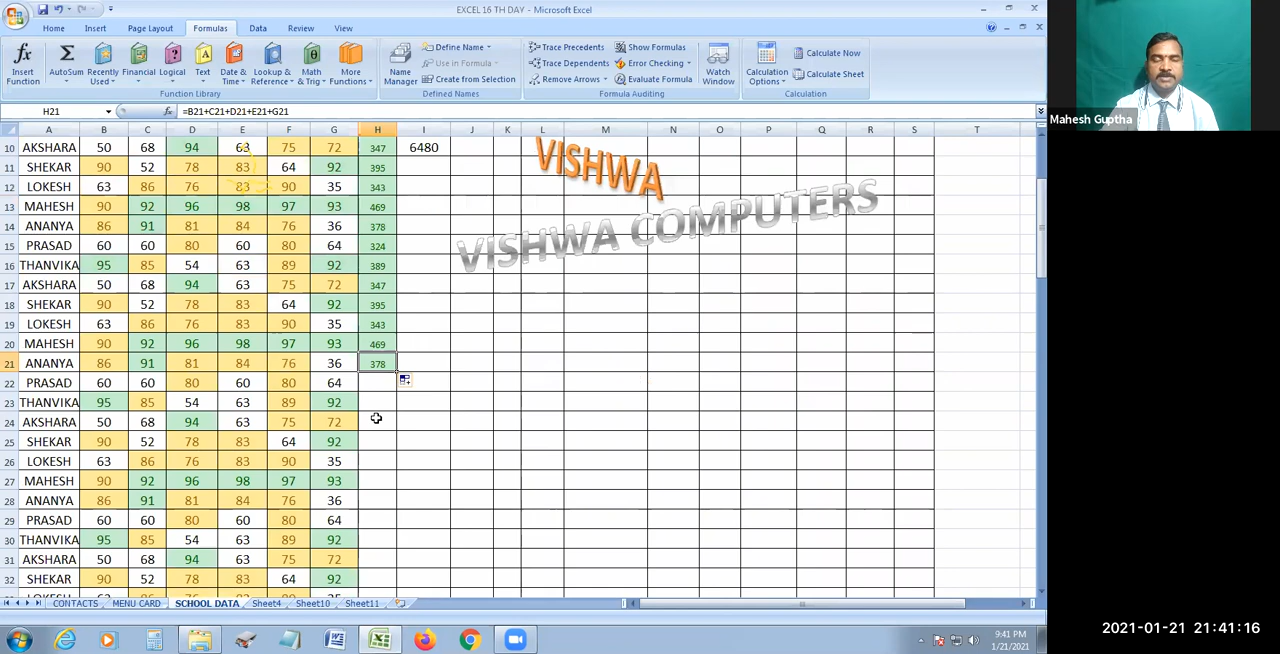 EXCEL 16 TH DAY - Microsoft Excel
Home Insert Page Layout Formulas Data Review View
Insert Function
AutoSum
Recently Used
Financial
Logical
Text
Date & Time
Lookup & Reference
Math & Trig
More Functions
Function Library
Name Manager
Define Name
Use in Formula
Create from Selection
Defined Names
Trace Precedents
Trace Dependents
Remove Arrows
Show Formulas
Error Checking
Evaluate Formula
Formula Auditing
Watch Window
Calculation Options
Calculate Now
Calculate Sheet
Calculation
H21 fx =B21+C21+D21+E21+G21
A B C D E F G H I J K L M N O P Q R S T
10 AKSHARA 50 68 94 63 75 72 347 6480
11 SHEKAR 90 52 78 83 64 92 395
12 LOKESH 63 86 76 83 90 35 343
13 MAHESH 90 92 96 98 97 93 469
14 ANANYA 86 91 81 84 76 36 378
15 PRASAD 60 60 80 60 80 64 324
16 THANVIKA 95 85 54 63 89 92 389
17 AKSHARA 50 68 94 63 75 72 347
18 SHEKAR 90 52 78 83 64 92 395
19 LOKESH 63 86 76 83 90 35 343
20 MAHESH 90 92 96 98 97 93 469
21 ANANYA 86 91 81 84 76 36 378
22 PRASAD 60 60 80 60 80 64
23 THANVIKA 95 85 54 63 89 92
24 AKSHARA 50 68 94 63 75 72
25 SHEKAR 90 52 78 83 64 92
26 LOKESH 63 86 76 83 90 35
27 MAHESH 90 92 96 98 97 93
28 ANANYA 86 91 81 84 76 36
29 PRASAD 60 60 80 60 80 64
30 THANVIKA 95 85 54 63 89 92
31 AKSHARA 50 68 94 63 75 72
32 SHEKAR 90 52 78 83 64 92
VISHWA
VISHWA COMPUTERS
CONTACTS MENU CARD SCHOOL DATA Sheet4 Sheet10 Sheet11
9:41 PM
1/21/2021
Mahesh Guptha
2021-01-21 21:41:16